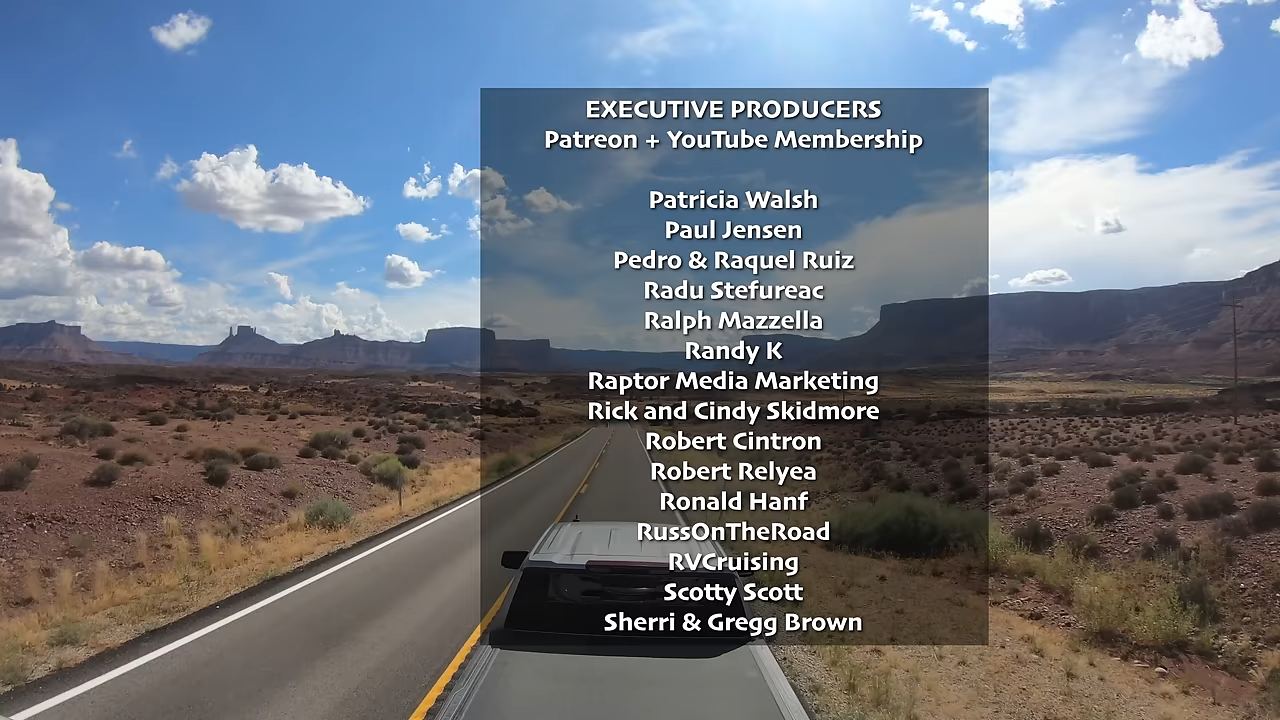 EXECUTIVE PRODUCERS
Patreon + YouTube Membership
Patricia Walsh
Paul Jensen
Pedro & Raquel Ruiz
Radu Stefureac
Ralph Mazzella
Randy K
Raptor Media Marketing
Rick and Cindy Skidmore
Robert Cintron
Robert Relyea
Ronald Hanf
RussOnTheRoad
RVCruising
Scotty Scott
Sherri & Gregg Brown